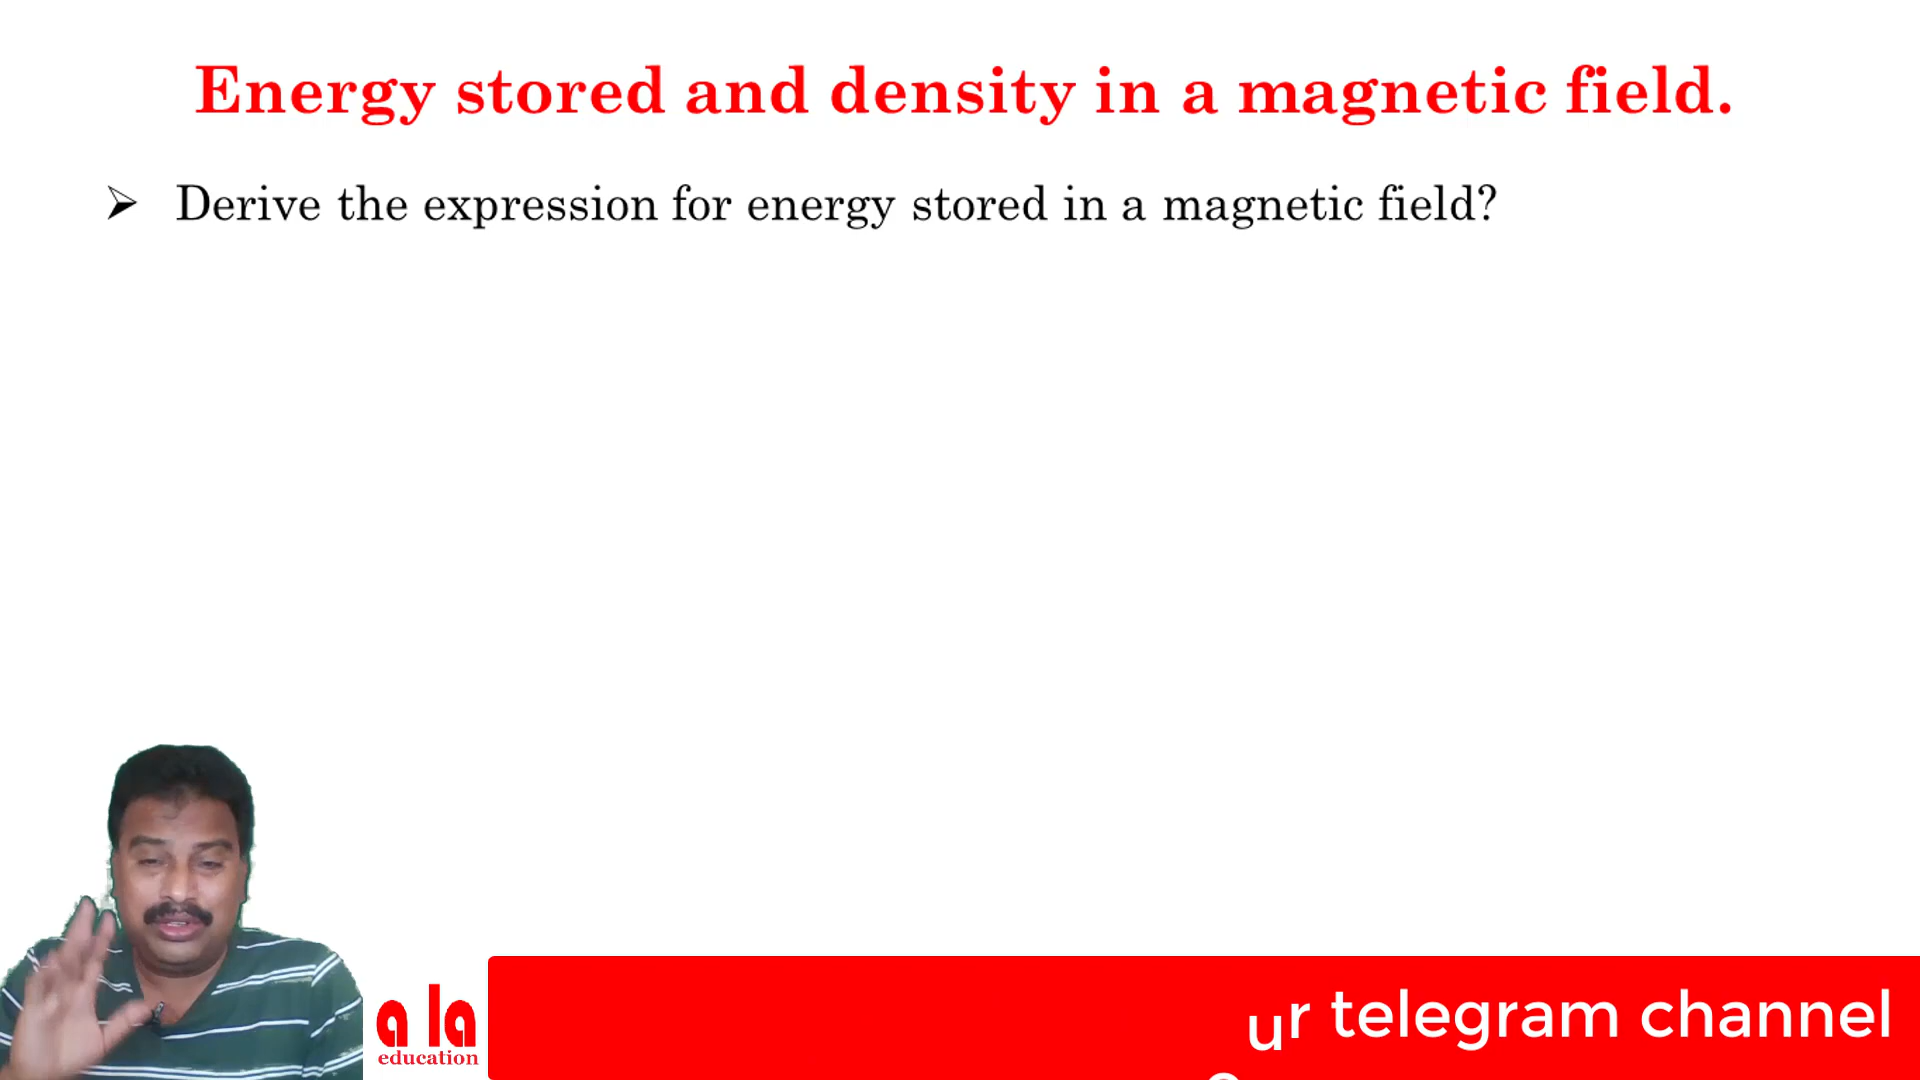 Energy stored and density in a magnetic field.
Derive the expression for energy stored in a magnetic field?
a la
education
ur telegram channel